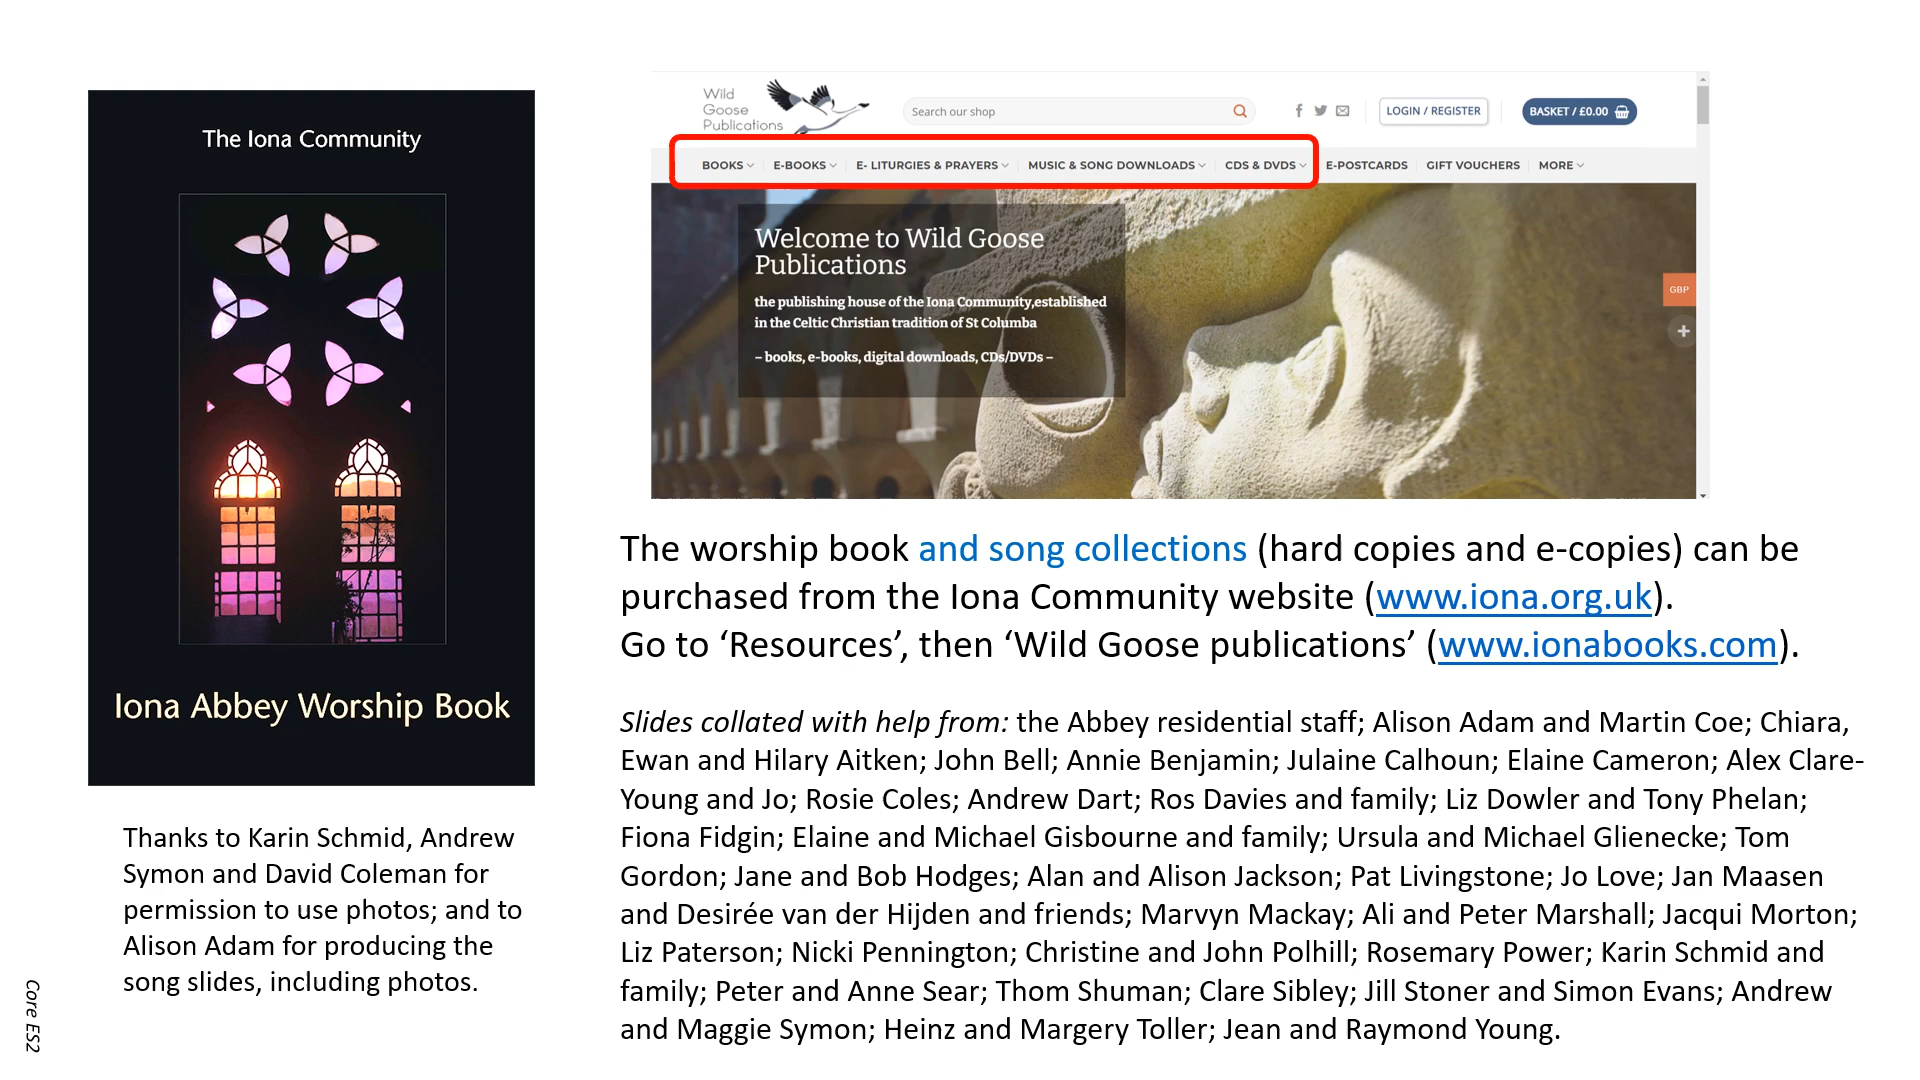 The Iona Community
Iona Abbey Worship Book
Thanks to Karin Schmid, Andrew
Symon and David Coleman for
permission to use photos; and to
Alison Adam for producing the
song slides, including photos.
Core ES2
Wild
Goose
Publications
Search our shop
LOGIN / REGISTER
BASKET / £0.00
BOOKS E-BOOKS E- LITURGIES & PRAYERS MUSIC & SONG DOWNLOADS CDS & DVDS E-POSTCARDS GIFT VOUCHERS MORE
Welcome to Wild Goose
Publications
the publishing house of the Iona Community,established
in the Celtic Christian tradition of St Columba
– books, e-books, digital downloads, CDs/DVDs –
GBP
The worship book and song collections (hard copies and e-copies) can be
purchased from the Iona Community website (www.iona.org.uk).
Go to ‘Resources’, then ‘Wild Goose publications’ (www.ionabooks.com).
Slides collated with help from: the Abbey residential staff; Alison Adam and Martin Coe; Chiara,
Ewan and Hilary Aitken; John Bell; Annie Benjamin; Julaine Calhoun; Elaine Cameron; Alex Clare-
Young and Jo; Rosie Coles; Andrew Dart; Ros Davies and family; Liz Dowler and Tony Phelan;
Fiona Fidgin; Elaine and Michael Gisbourne and family; Ursula and Michael Glienecke; Tom
Gordon; Jane and Bob Hodges; Alan and Alison Jackson; Pat Livingstone; Jo Love; Jan Maasen
and Desirée van der Hijden and friends; Marvyn Mackay; Ali and Peter Marshall; Jacqui Morton;
Liz Paterson; Nicki Pennington; Christine and John Polhill; Rosemary Power; Karin Schmid and
family; Peter and Anne Sear; Thom Shuman; Clare Sibley; Jill Stoner and Simon Evans; Andrew
and Maggie Symon; Heinz and Margery Toller; Jean and Raymond Young.